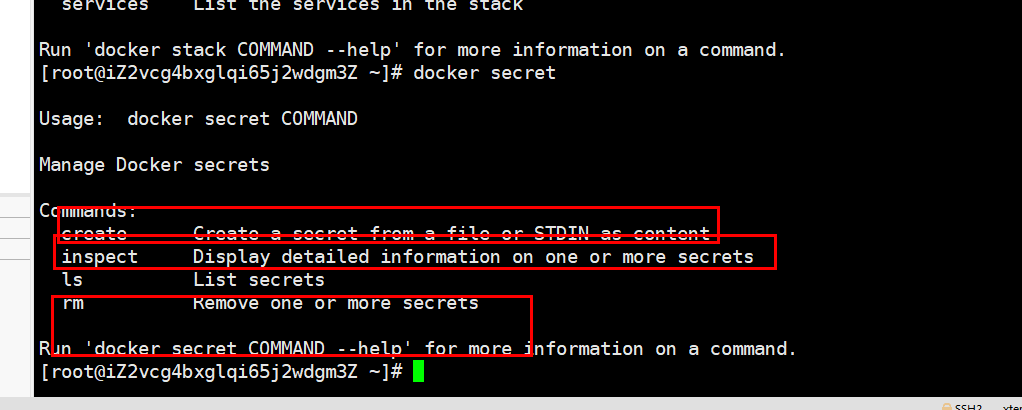 services    List the services in the stack
Run 'docker stack COMMAND --help' for more information on a command.
[root@iZ2vcg4bxglqi65j2wdgm3Z ~]# docker secret
Usage:  docker secret COMMAND
Manage Docker secrets
Commands:
create      Create a secret from a file or STDIN as content
inspect     Display detailed information on one or more secrets
ls          List secrets
rm          Remove one or more secrets
Run 'docker secret COMMAND --help' for more information on a command.
[root@iZ2vcg4bxglqi65j2wdgm3Z ~]#
SSH2